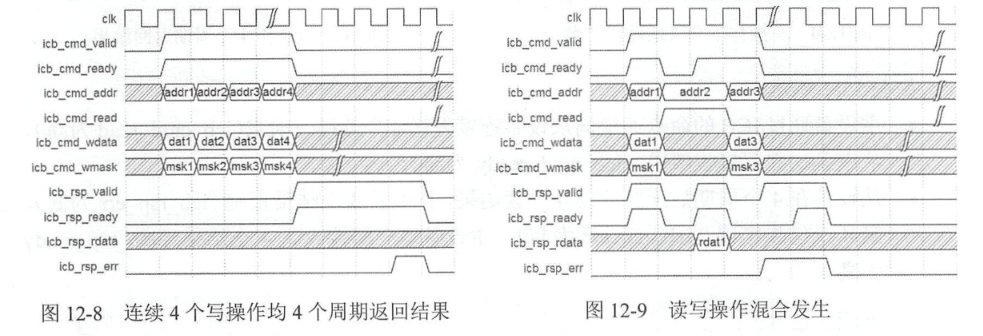 clk
icb_cmd_valid
icb_cmd_ready
icb_cmd_addr addr1 addr2 addr3 addr4
icb_cmd_read
icb_cmd_wdata dat1 dat2 dat3 dat4
icb_cmd_wmask msk1 msk2 msk3 msk4
icb_rsp_valid
icb_rsp_ready
icb_rsp_rdata
icb_rsp_err
图 12-8 连续 4 个写操作均 4 个周期返回结果
clk
icb_cmd_valid
icb_cmd_ready
icb_cmd_addr addr1 addr2 addr3
icb_cmd_read
icb_cmd_wdata dat1 dat3
icb_cmd_wmask msk1 msk3
icb_rsp_valid
icb_rsp_ready
icb_rsp_rdata rdat1
icb_rsp_err
图 12-9 读写操作混合发生